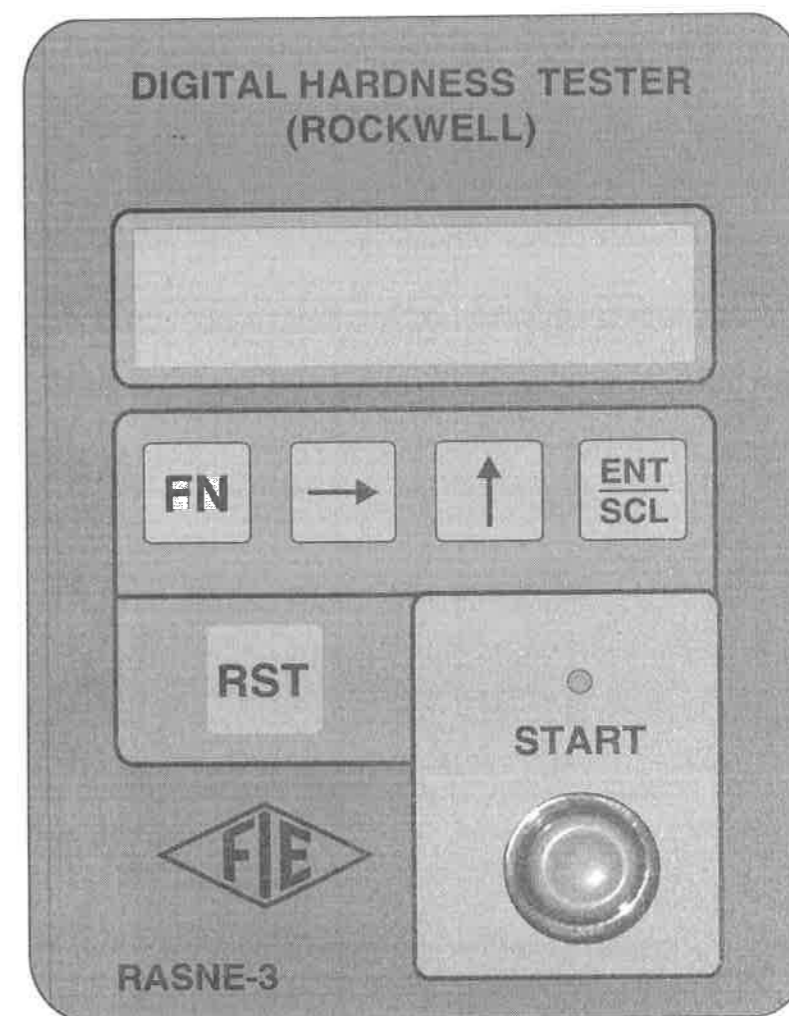 DIGITAL HARDNESS TESTER
(ROCKWELL)
FN
ENT
SCL
RST
START
FIE
RASNE-3